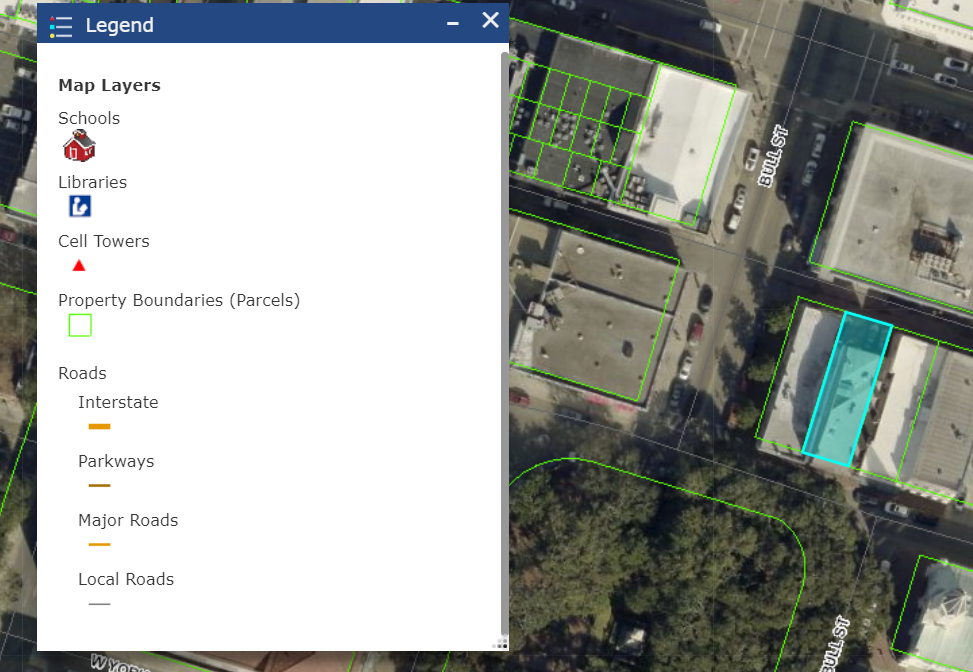 Legend
Map Layers
Schools
Libraries
Cell Towers
Property Boundaries (Parcels)
Roads
Interstate
Parkways
Major Roads
Local Roads
BULL ST
BULL ST
W YORK